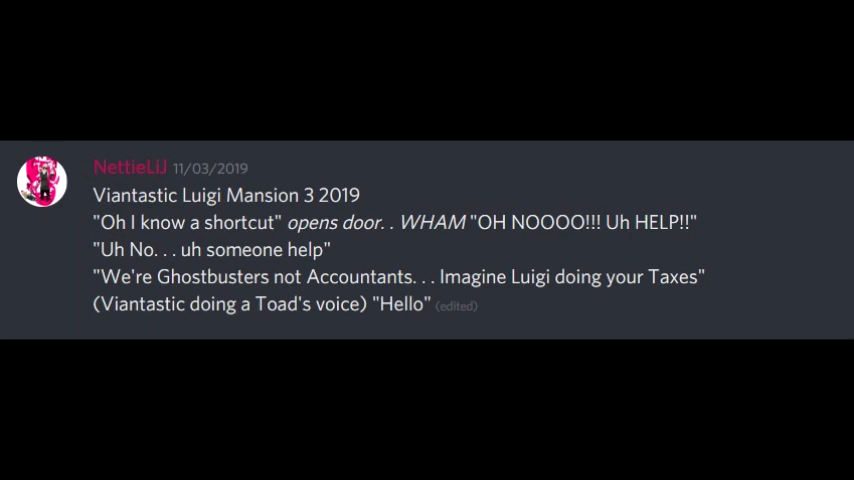 NettieLiJ 11/03/2019
Viantastic Luigi Mansion 3 2019
"Oh I know a shortcut" opens door. . WHAM "OH NOOOO!!! Uh HELP!!"
"Uh No. . . uh someone help"
"We're Ghostbusters not Accountants. . . Imagine Luigi doing your Taxes"
(Viantastic doing a Toad's voice) "Hello" (edited)